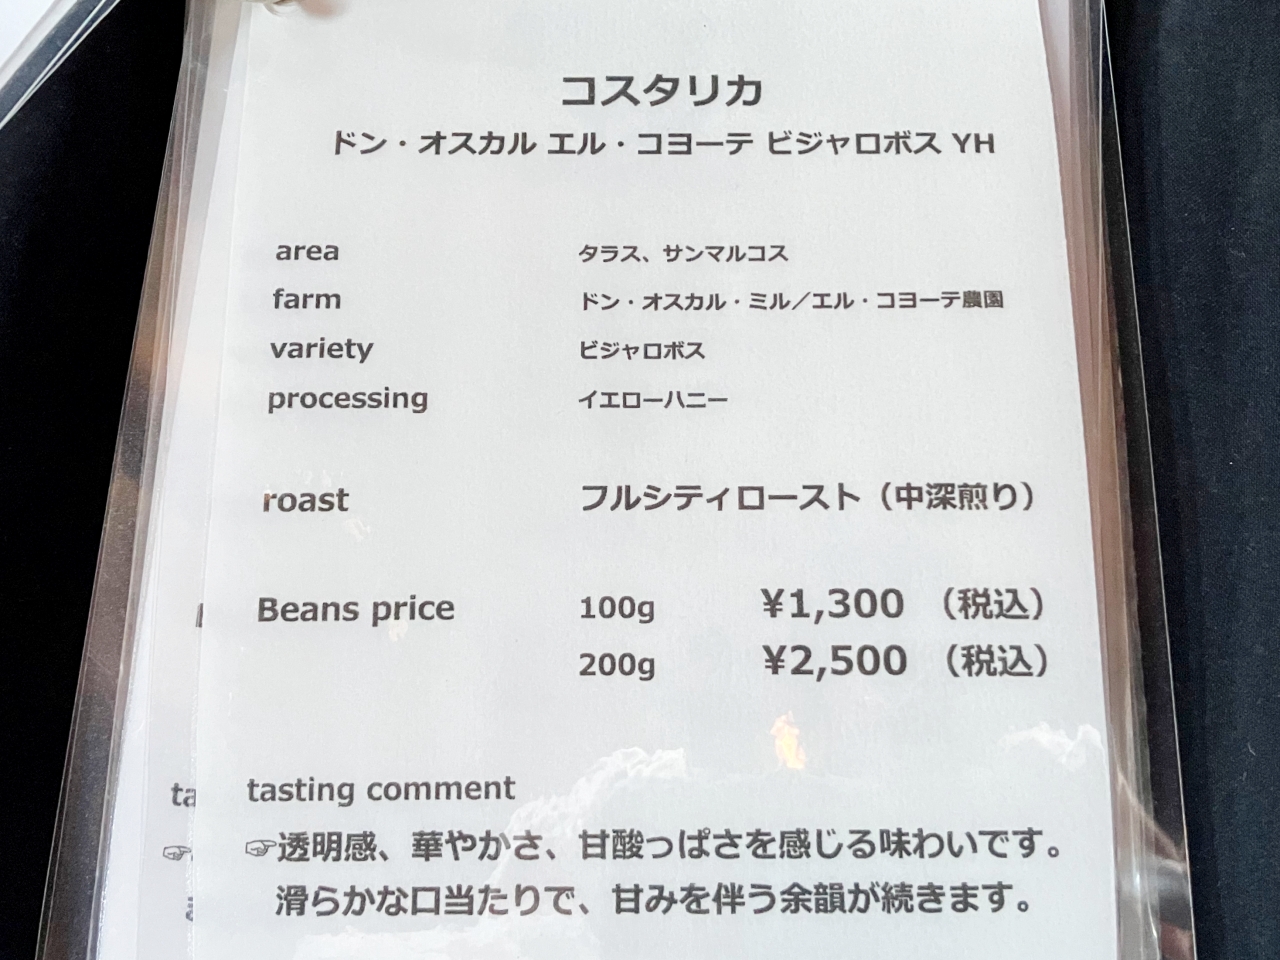 コスタリカ
ドン・オスカル エル・コヨーテ ビジャロボス YH
area タラス、サンマルコス
farm ドン・オスカル・ミル／エル・コヨーテ農園
variety ビジャロボス
processing イエローハニー
roast フルシティロースト（中深煎り）
Beans price 100g ¥1,300 （税込）
200g ¥2,500 （税込）
tasting comment
☞透明感、華やかさ、甘酸っぱさを感じる味わいです。
滑らかな口当たりで、甘みを伴う余韻が続きます。
ta
☞